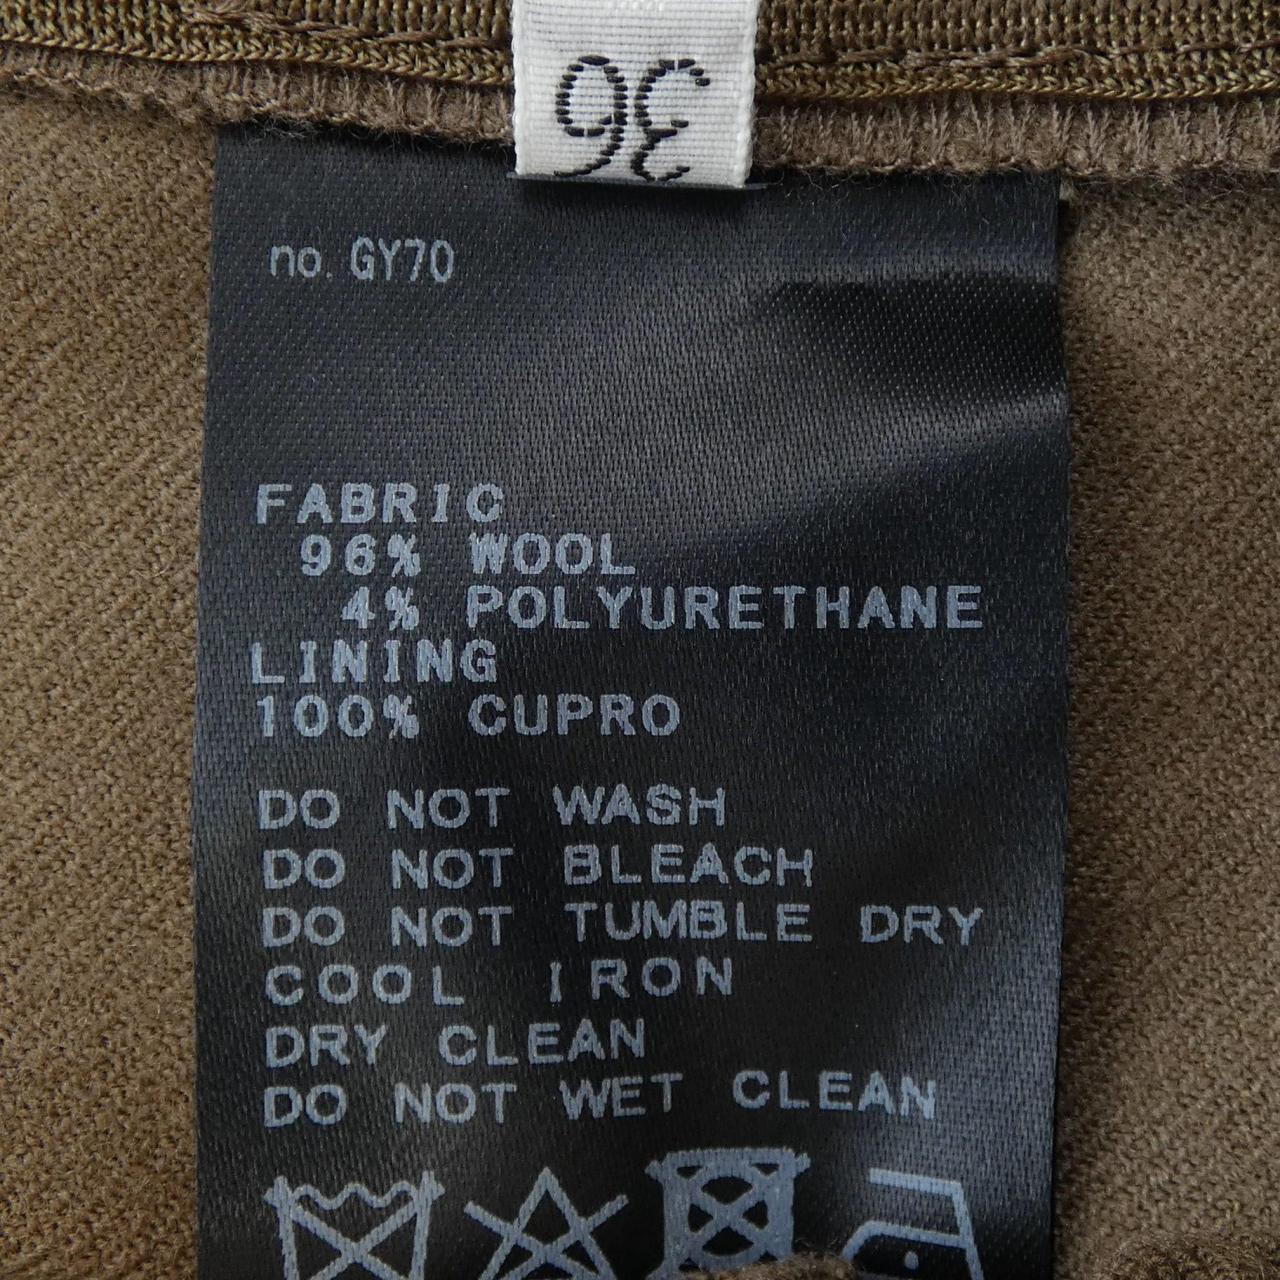 36
no. GY70
FABRIC
96% WOOL
4% POLYURETHANE
LINING
100% CUPRO
DO NOT WASH
DO NOT BLEACH
DO NOT TUMBLE DRY
COOL IRON
DRY CLEAN
DO NOT WET CLEAN